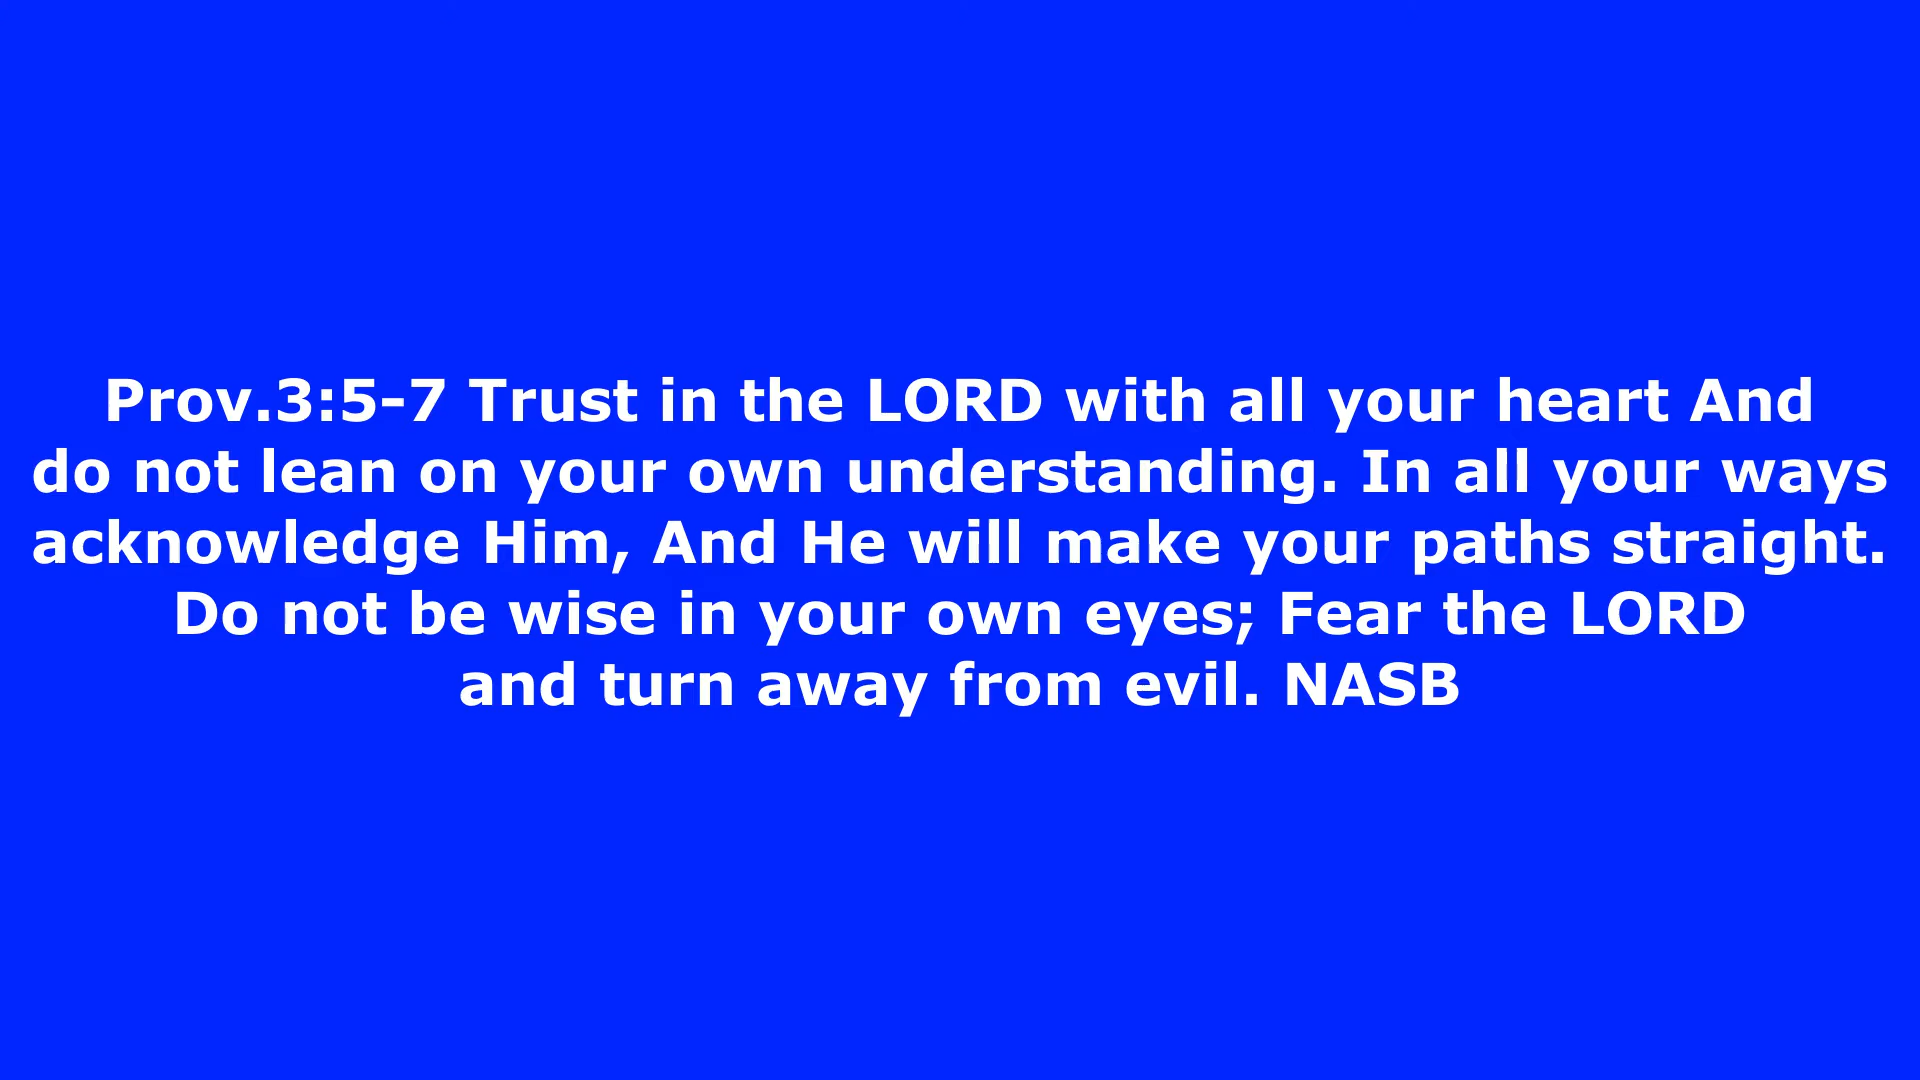 Prov.3:5-7 Trust in the LORD with all your heart And
do not lean on your own understanding. In all your ways
acknowledge Him, And He will make your paths straight.
Do not be wise in your own eyes; Fear the LORD
and turn away from evil. NASB